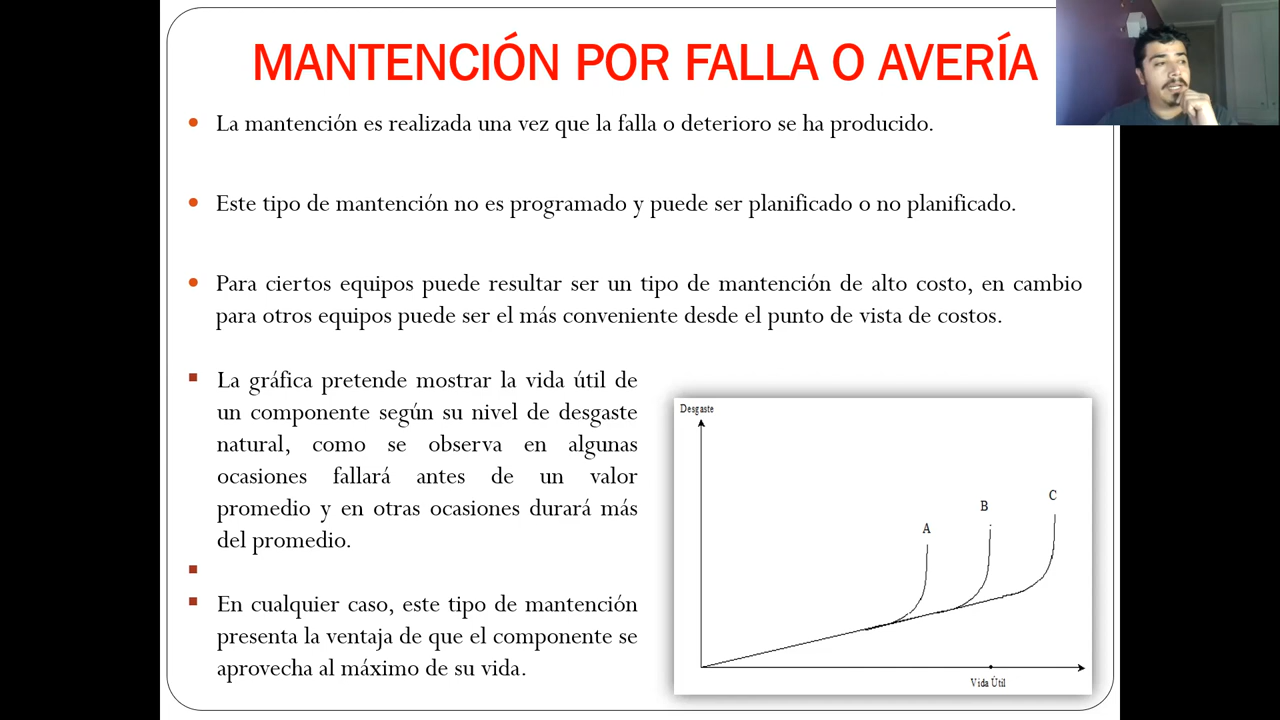 MANTENCIÓN POR FALLA O AVERÍA
La mantención es realizada una vez que la falla o deterioro se ha producido.
Este tipo de mantención no es programado y puede ser planificado o no planificado.
Para ciertos equipos puede resultar ser un tipo de mantención de alto costo, en cambio
para otros equipos puede ser el más conveniente desde el punto de vista de costos.
La gráfica pretende mostrar la vida útil de
un componente según su nivel de desgaste
natural, como se observa en algunas
ocasiones fallará antes de un valor
promedio y en otras ocasiones durará más
del promedio.
En cualquier caso, este tipo de mantención
presenta la ventaja de que el componente se
aprovecha al máximo de su vida.
Desgaste
A
B
C
Vida Útil